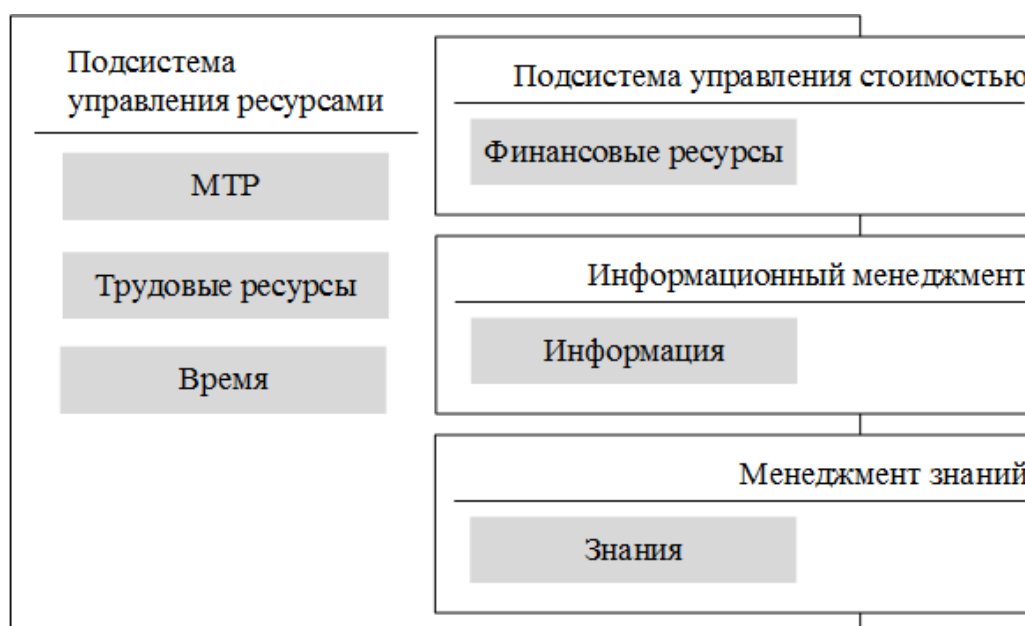 Подсистема
управления ресурсами
МТР
Трудовые ресурсы
Время
Подсистема управления стоимостью
Финансовые ресурсы
Информационный менеджмент
Информация
Менеджмент знаний
Знания